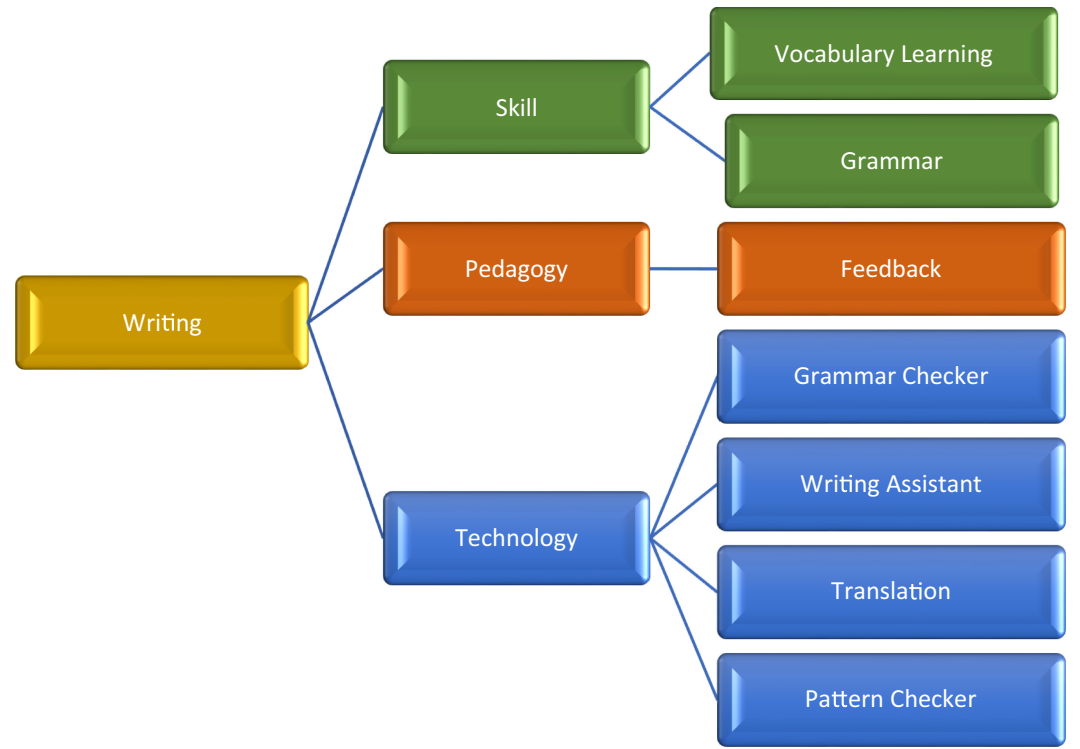 Writing
Skill
Vocabulary Learning
Grammar
Pedagogy
Feedback
Technology
Grammar Checker
Writing Assistant
Translation
Pattern Checker